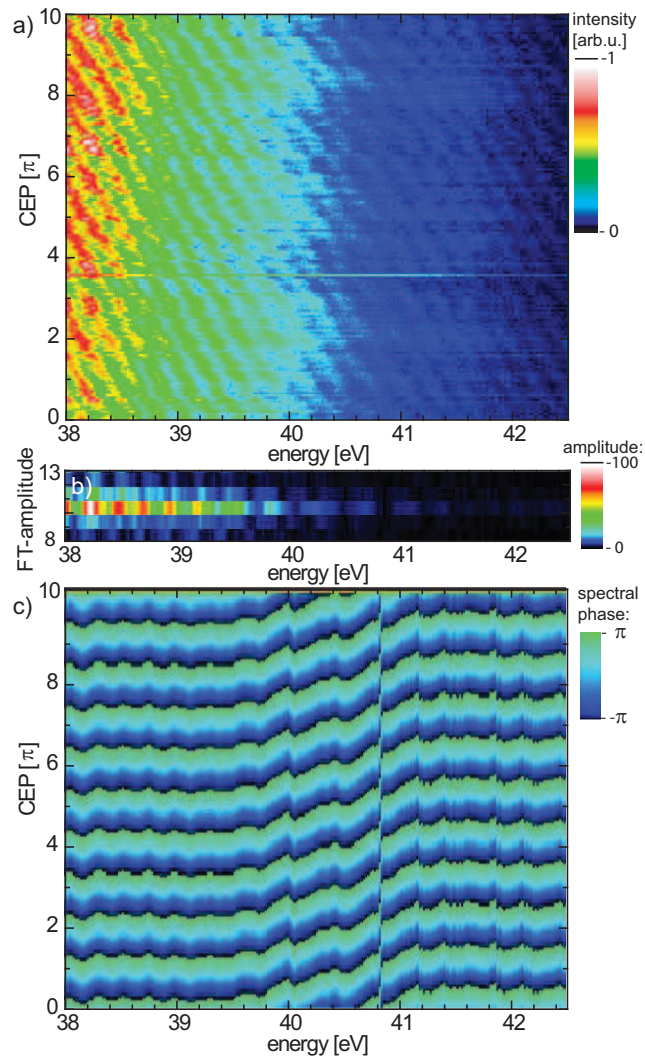 a)
intensity
[arb.u.]
1
0
CEP [π]
10
8
6
4
2
0
38 39 40 41 42
energy [eV]
b)
FT-amplitude
13
8
amplitude:
100
0
38 39 40 41 42
energy [eV]
c)
spectral
phase:
π
-π
CEP [π]
10
8
6
4
2
0
38 39 40 41 42
energy [eV]